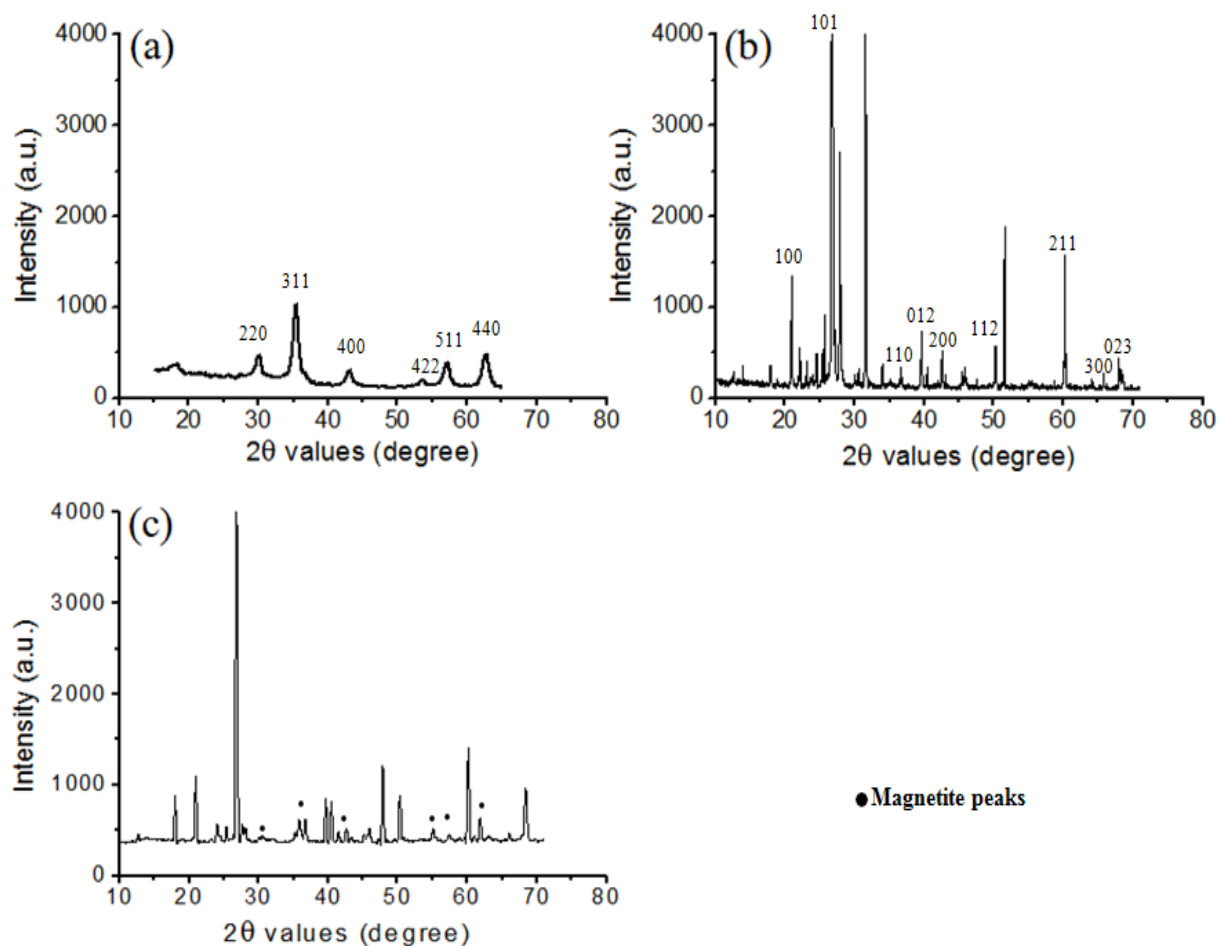 (a)
4000
3000
2000
1000
0
Intensity (a.u.)
220
311
400
422
511
440
10 20 30 40 50 60 70 80
2θ values (degree)
(b)
4000
3000
2000
1000
0
Intensity (a.u.)
100
101
110
012
200
112
211
300
023
10 20 30 40 50 60 70 80
2θ values (degree)
(c)
4000
3000
2000
1000
0
Intensity (a.u.)
10 20 30 40 50 60 70 80
2θ values (degree)
● Magnetite peaks